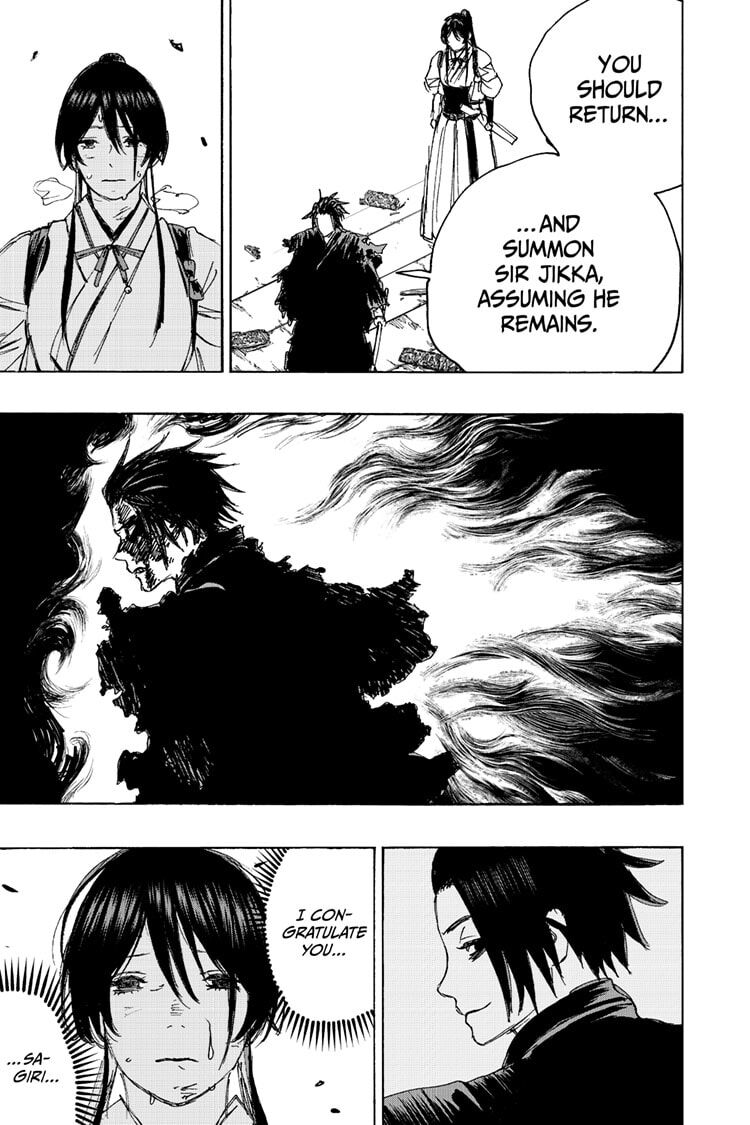 YOU
SHOULD
RETURN...
...AND
SUMMON
SIR JIKKA,
ASSUMING HE
REMAINS.
I CON-
GRATULATE
YOU...
...SA-
GIRI...